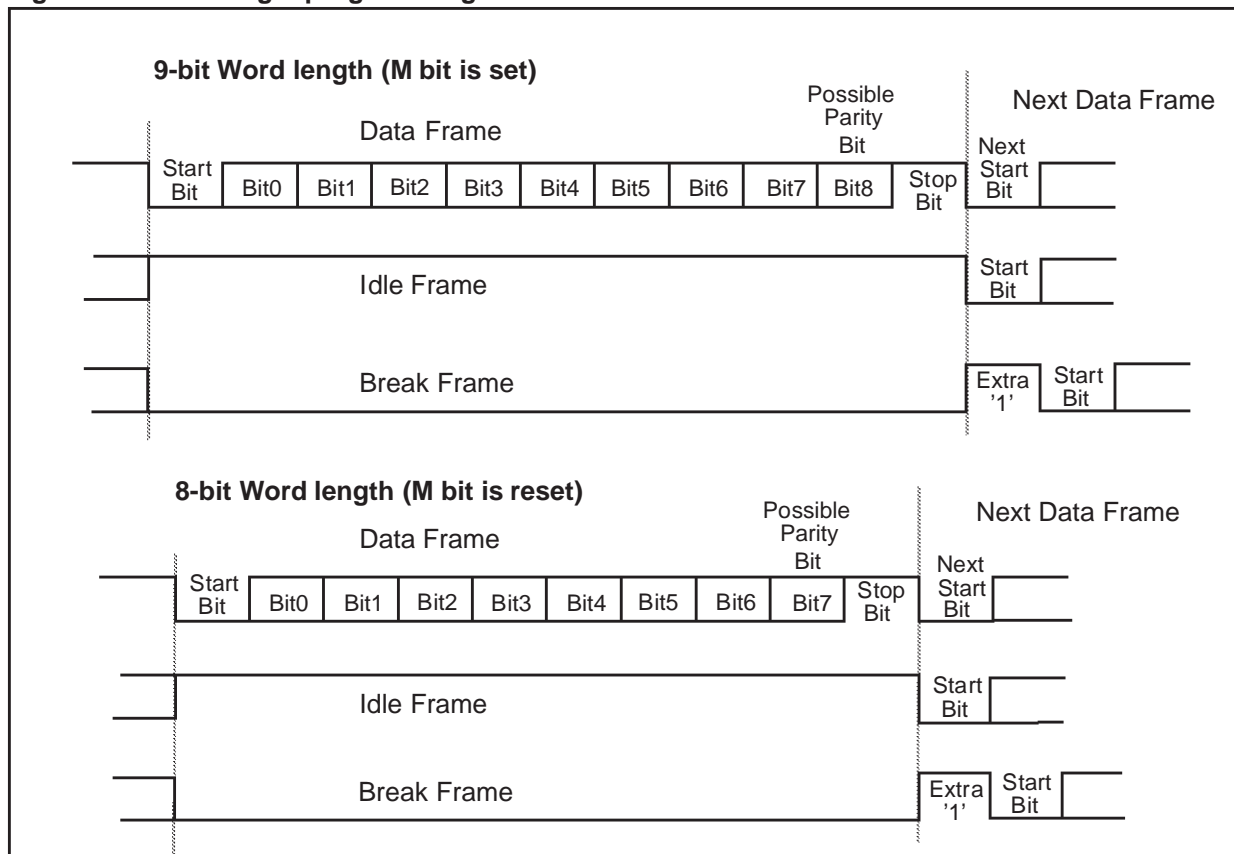 9-bit Word length (M bit is set)
Possible
Parity
Bit
Next Data Frame
Data Frame
Next
Start
Bit
Start
Bit
Bit0
Bit1
Bit2
Bit3
Bit4
Bit5
Bit6
Bit7
Bit8
Stop
Bit
Idle Frame
Start
Bit
Break Frame
Extra
'1'
Start
Bit
8-bit Word length (M bit is reset)
Possible
Parity
Bit
Next Data Frame
Data Frame
Next
Start
Bit
Start
Bit
Bit0
Bit1
Bit2
Bit3
Bit4
Bit5
Bit6
Bit7
Stop
Bit
Idle Frame
Start
Bit
Break Frame
Extra
'1'
Start
Bit